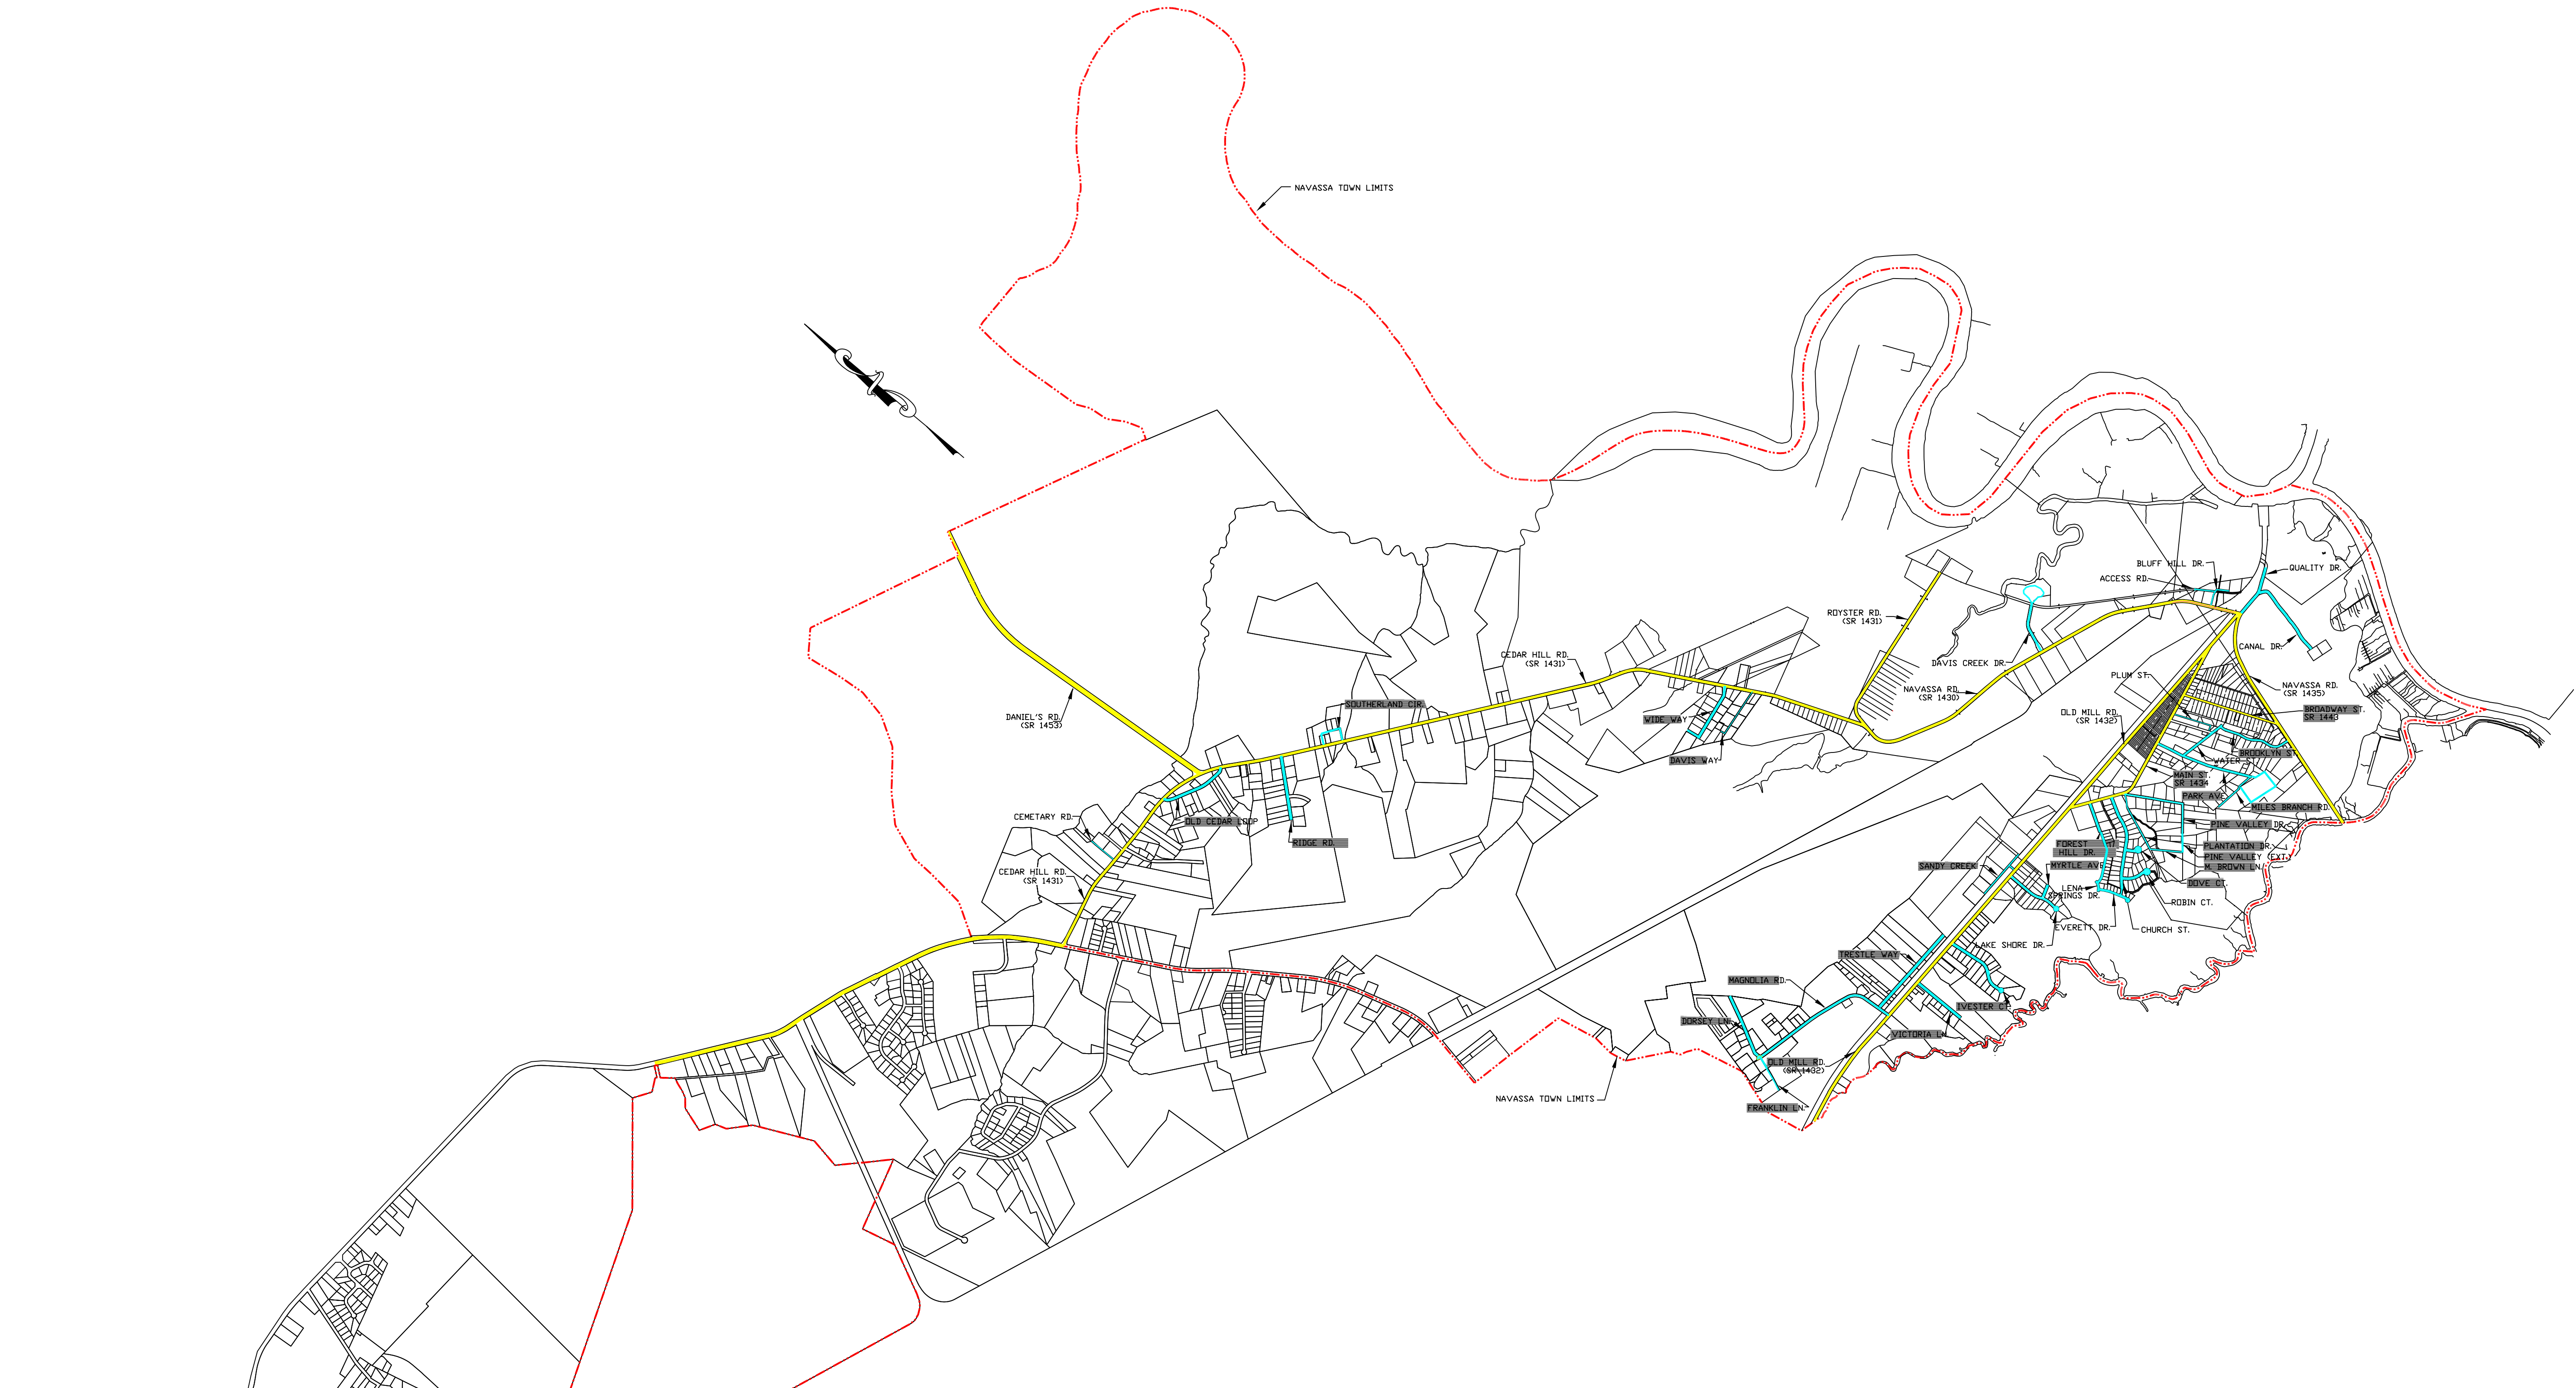 NAVASSA TOWN LIMITS
BLUFF HILL DR.
QUALITY DR.
ACCESS RD.
ROYSTER RD.
(SR 1431)
CANAL DR.
CEDAR HILL RD.
(SR 1431)
DAVIS CREEK DR.
PLUM ST.
NAVASSA RD.
(SR 1435)
NAVASSA RD.
(SR 1430)
SOUTHERLAND CIR.
BROADWAY ST.
SR 1443
DANIEL'S RD.
(SR 1453)
WIDE WAY
OLD MILL RD.
(SR 1432)
BROOKLYN ST
WATER S
DAVIS WAY
MAIN ST.
SR 1434
PARK AVE
MILES BRANCH RD.
CEMETARY RD.
OLD CEDAR LOOP
PINE VALLEY DR.
RIDGE RD.
FOREST
HILL DR.
PLANTATION DR.
PINE VALLEY (EXT.)
M. BROWN LN.
SANDY CREEK
MYRTLE AVE
CEDAR HILL RD.
(SR 1431)
DOVE CT.
LENA
SPRINGS DR.
ROBIN CT.
EVERETT DR.
CHURCH ST.
LAKE SHORE DR.
TRESTLE WAY
MAGNOLIA RD.
IVESTER CT
DORSEY LN.
VICTORIA LN
OLD MILL RD.
(SR 1432)
NAVASSA TOWN LIMITS
FRANKLIN LN.